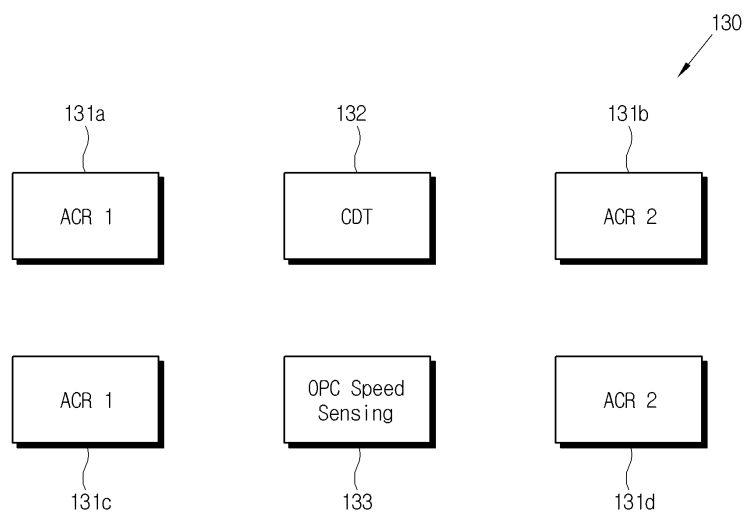 130
131a
132
131b
ACR 1
CDT
ACR 2
ACR 1
OPC Speed
Sensing
ACR 2
131c
133
131d